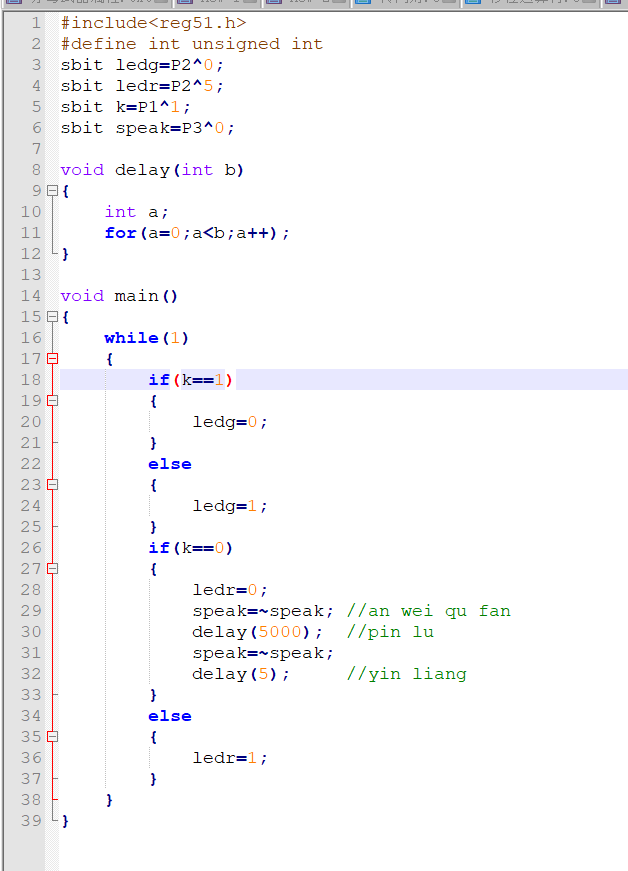 1 #include<reg51.h>
2 #define int unsigned int
3 sbit ledg=P2^0;
4 sbit ledr=P2^5;
5 sbit k=P1^1;
6 sbit speak=P3^0;
7
8 void delay(int b)
9 {
10 int a;
11 for(a=0;a<b;a++);
12 }
13
14 void main()
15 {
16 while(1)
17 {
18 if(k==1)
19 {
20 ledg=0;
21 }
22 else
23 {
24 ledg=1;
25 }
26 if(k==0)
27 {
28 ledr=0;
29 speak=~speak; //an wei qu fan
30 delay(5000); //pin lu
31 speak=~speak;
32 delay(5); //yin liang
33 }
34 else
35 {
36 ledr=1;
37 }
38 }
39 }